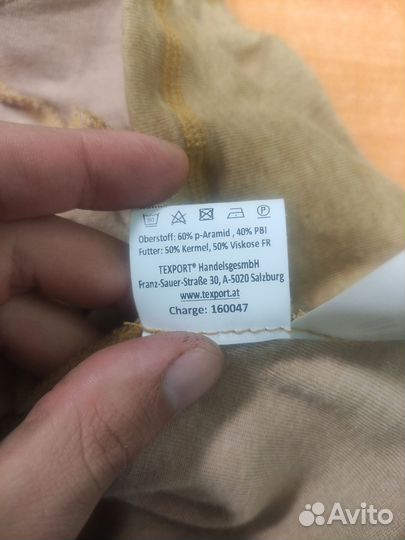 Oberstoff: 60% p-Aramid , 40% PBI
Futter: 50% Kermel, 50% Viskose FR
TEXPORT® HandelsgesmbH
Franz-Sauer-Straße 30, A-5020 Salzburg
www.texport.at
Charge: 160047
Avito